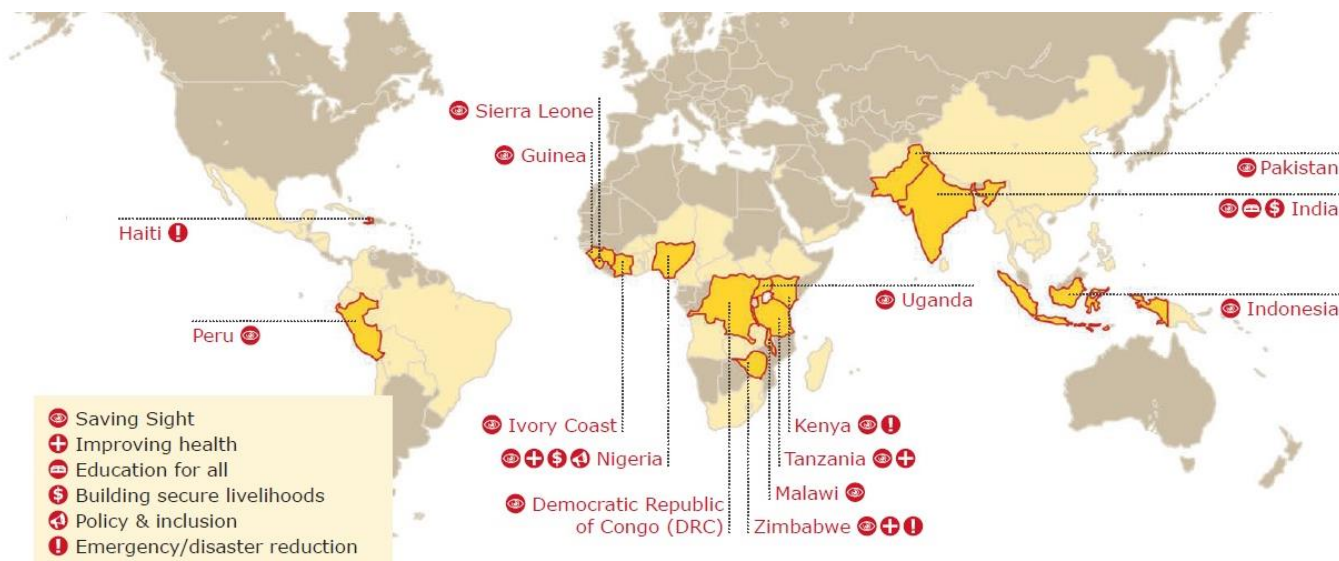 Sierra Leone
Guinea
Pakistan
India
Haiti
Uganda
Indonesia
Peru
Ivory Coast
Kenya
Nigeria
Tanzania
Malawi
Democratic Republic
of Congo (DRC)
Zimbabwe
Saving Sight
Improving health
Education for all
$ Building secure livelihoods
Policy & inclusion
! Emergency/disaster reduction